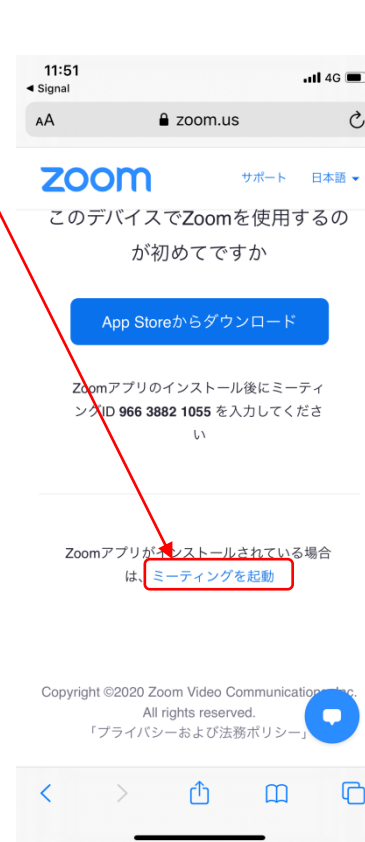 11:51
4G
◀ Signal
AA zoom.us
zoom サポート 日本語
このデバイスでZoomを使用するの
が初めてですか
App Storeからダウンロード
Zoomアプリのインストール後にミーティ
ングID 966 3882 1055 を入力してくださ
い
Zoomアプリがインストールされている場合
は、ミーティングを起動
Copyright ©2020 Zoom Video Communications, Inc.
All rights reserved.
「プライバシーおよび法務ポリシー」